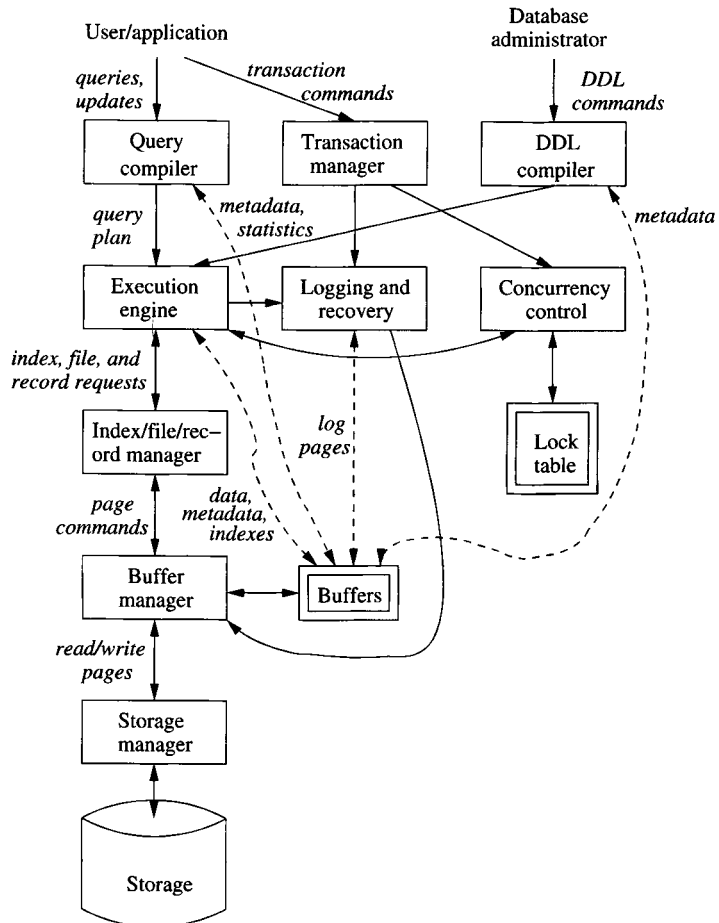 User/application
Database
administrator
queries,
updates
transaction
commands
DDL
commands
Query
compiler
Transaction
manager
DDL
compiler
query
plan
metadata,
statistics
metadata
Execution
engine
Logging and
recovery
Concurrency
control
index, file, and
record requests
Index/file/rec–
ord manager
log
pages
Lock
table
page
commands
data,
metadata,
indexes
Buffer
manager
Buffers
read/write
pages
Storage
manager
Storage